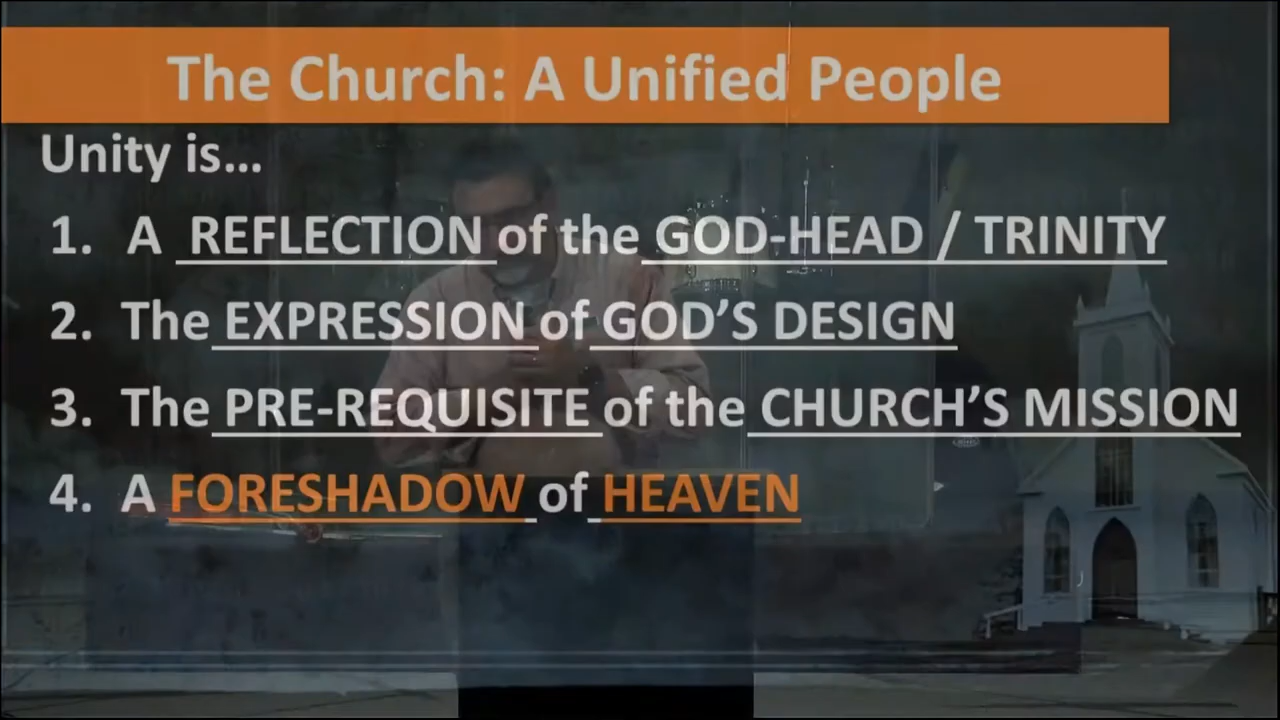 The Church: A Unified People
Unity is…
1. A REFLECTION of the GOD-HEAD / TRINITY
2. The EXPRESSION of GOD'S DESIGN
3. The PRE-REQUISITE of the CHURCH'S MISSION
4. A FORESHADOW of HEAVEN